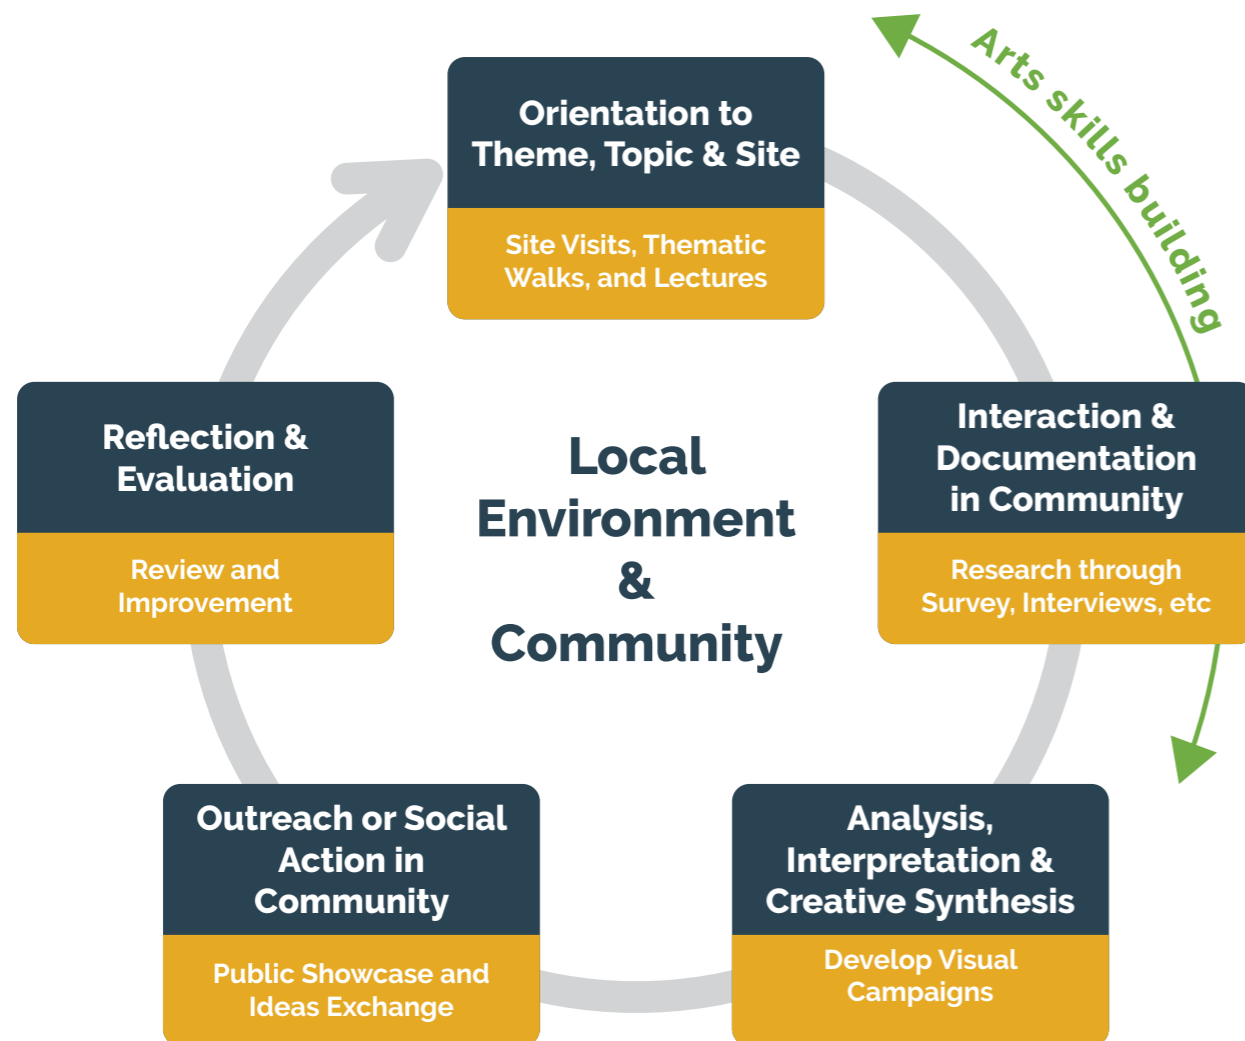 Orientation to
Theme, Topic & Site
Site Visits, Thematic
Walks, and Lectures
Arts skills building
Interaction &
Documentation
in Community
Research through
Survey, Interviews, etc
Analysis,
Interpretation &
Creative Synthesis
Develop Visual
Campaigns
Outreach or Social
Action in
Community
Public Showcase and
Ideas Exchange
Reflection &
Evaluation
Review and
Improvement
Local
Environment
&
Community